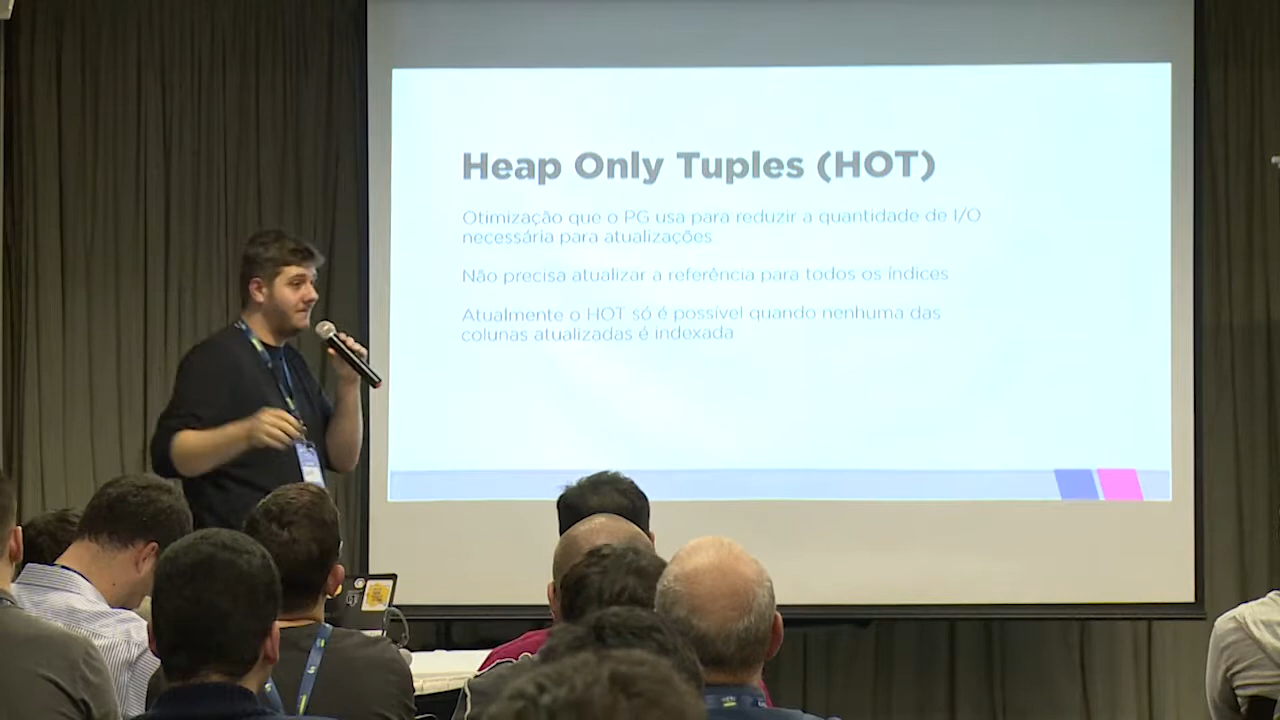 Heap Only Tuples (HOT)
Otimização que o PG usa para reduzir a quantidade de I/O
necessária para atualizações
Não precisa atualizar a referência para todos os índices
Atualmente o HOT só é possível quando nenhuma das
colunas atualizadas é indexada